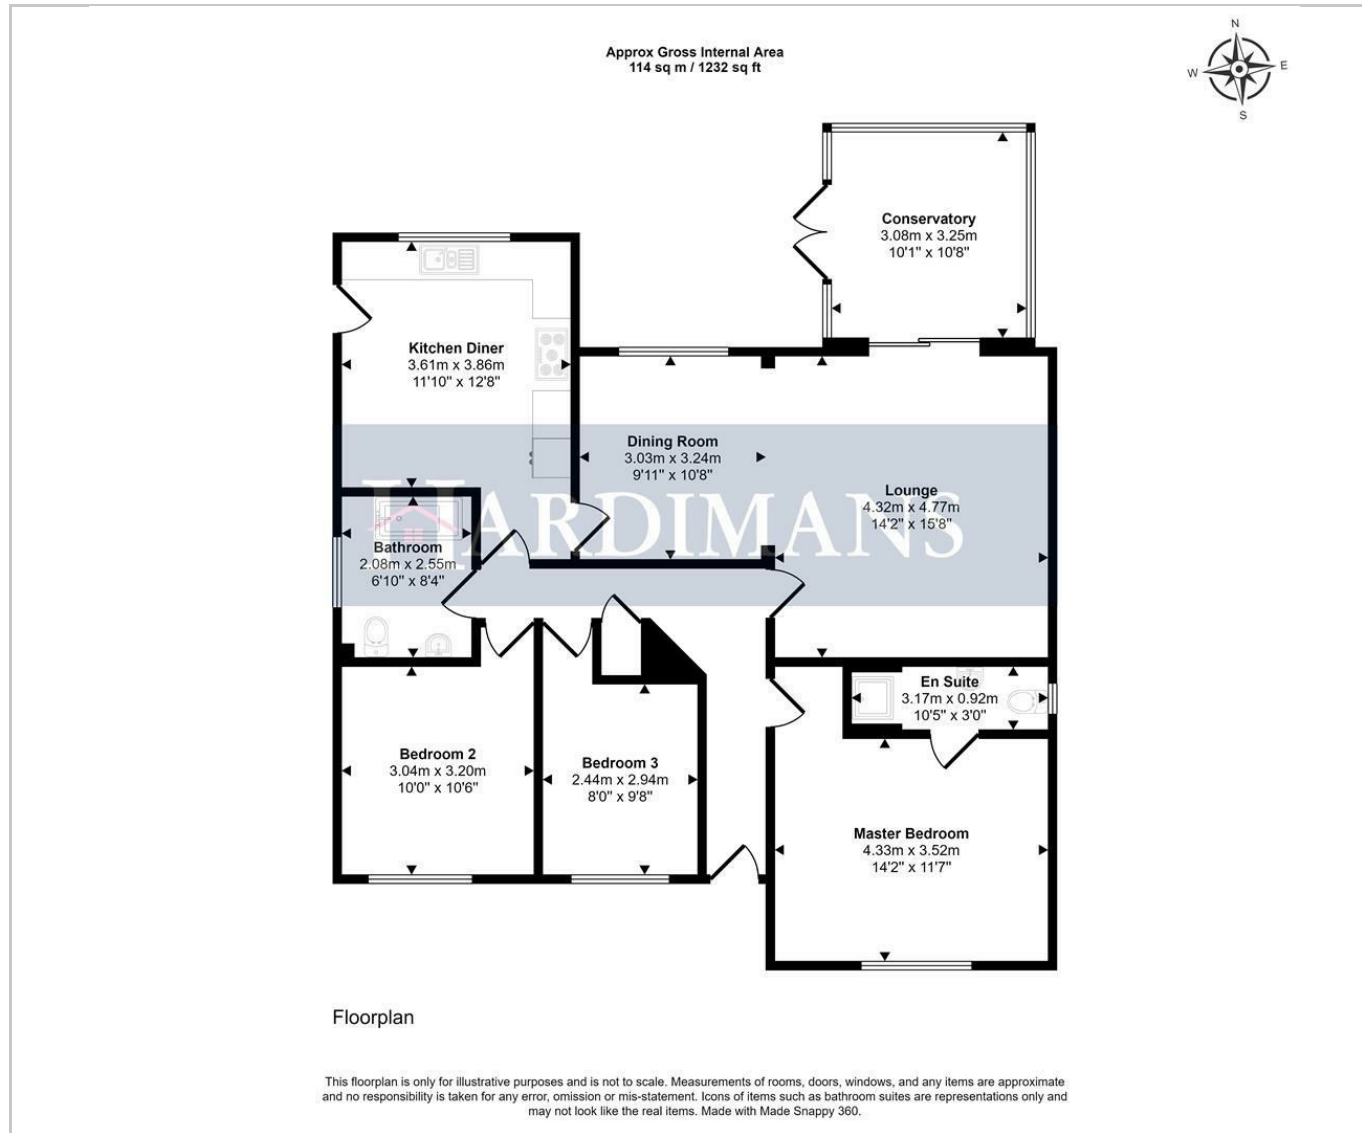 Approx Gross Internal Area
114 sq m / 1232 sq ft
N
W
E
S
Conservatory
3.08m x 3.25m
10'1" x 10'8"
Kitchen Diner
3.61m x 3.86m
11'10" x 12'8"
Dining Room
3.03m x 3.24m
9'11" x 10'8"
Lounge
4.32m x 4.77m
14'2" x 15'8"
HARDIMANS
Bathroom
2.08m x 2.55m
6'10" x 8'4"
En Suite
3.17m x 0.92m
10'5" x 3'0"
Bedroom 2
3.04m x 3.20m
10'0" x 10'6"
Bedroom 3
2.44m x 2.94m
8'0" x 9'8"
Master Bedroom
4.33m x 3.52m
14'2" x 11'7"
Floorplan
This floorplan is only for illustrative purposes and is not to scale. Measurements of rooms, doors, windows, and any items are approximate
and no responsibility is taken for any error, omission or mis-statement. Icons of items such as bathroom suites are representations only and
may not look like the real items. Made with Made Snappy 360.